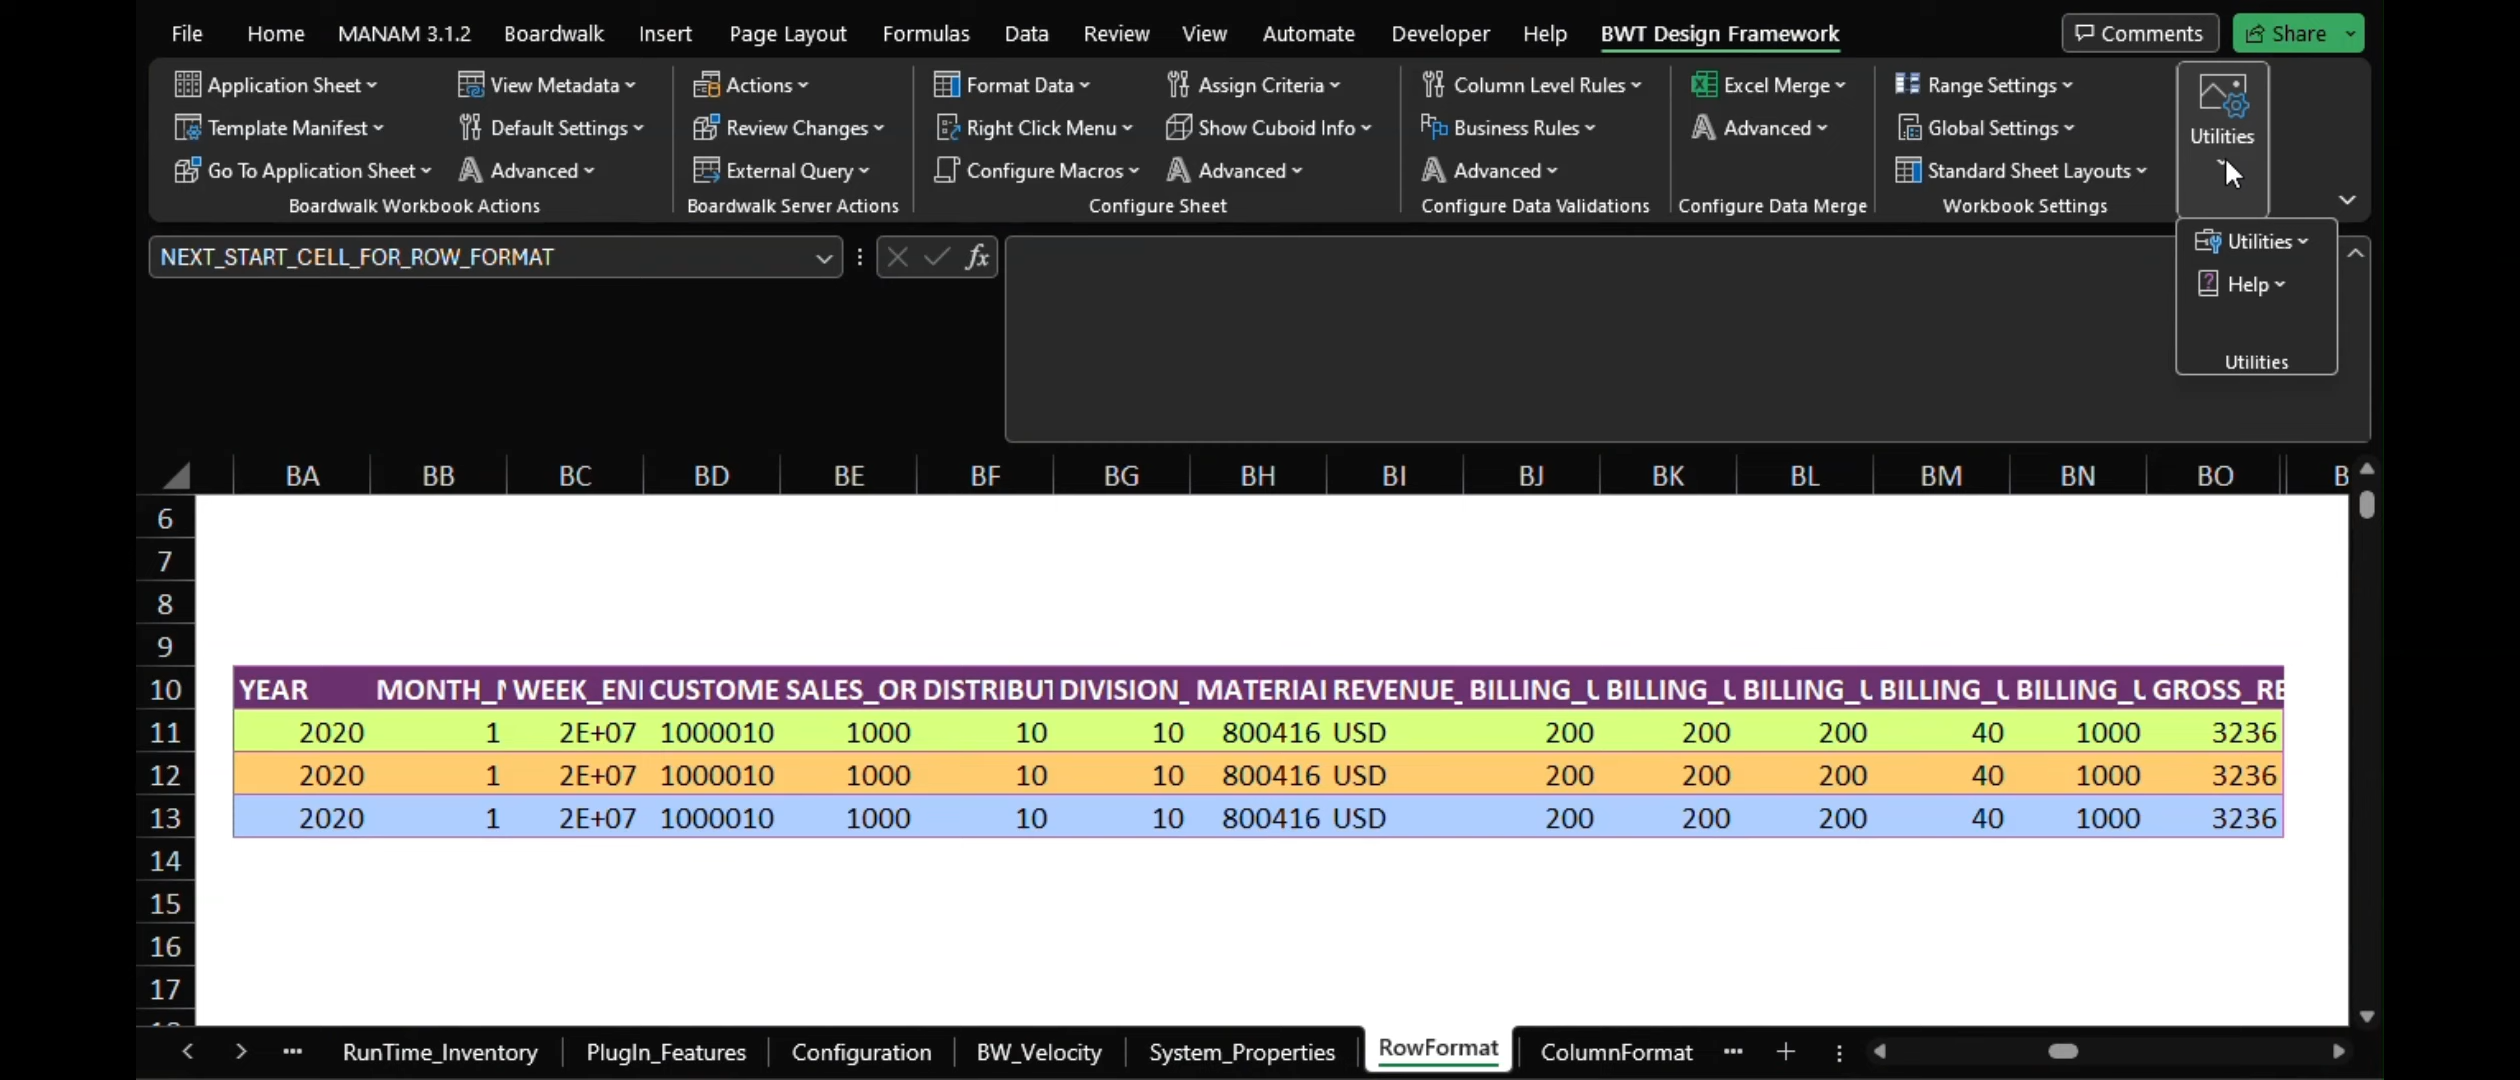 File Home MANAM 3.1.2 Boardwalk Insert Page Layout Formulas Data Review View Automate Developer Help BWT Design Framework Comments Share
Application Sheet View Metadata Actions Format Data Assign Criteria Column Level Rules Excel Merge Range Settings
Template Manifest Default Settings Review Changes Right Click Menu Show Cuboid Info Business Rules Advanced Global Settings Utilities
Go To Application Sheet Advanced External Query Configure Macros Advanced Advanced Standard Sheet Layouts
Boardwalk Workbook Actions Boardwalk Server Actions Configure Sheet Configure Data Validations Configure Data Merge Workbook Settings
NEXT_START_CELL_FOR_ROW_FORMAT fx Utilities
Help
Utilities
BA BB BC BD BE BF BG BH BI BJ BK BL BM BN BO B
6
7
8
9
10 YEAR MONTH_N WEEK_EN CUSTOME SALES_OR DISTRIBUT DIVISION_ MATERIAL REVENUE_ BILLING_U BILLING_U BILLING_U BILLING_U BILLING_U GROSS_RE
11 2020 1 2E+07 1000010 1000 10 10 800416 USD 200 200 200 40 1000 3236
12 2020 1 2E+07 1000010 1000 10 10 800416 USD 200 200 200 40 1000 3236
13 2020 1 2E+07 1000010 1000 10 10 800416 USD 200 200 200 40 1000 3236
14
15
16
17
RunTime_Inventory PlugIn_Features Configuration BW_Velocity System_Properties RowFormat ColumnFormat